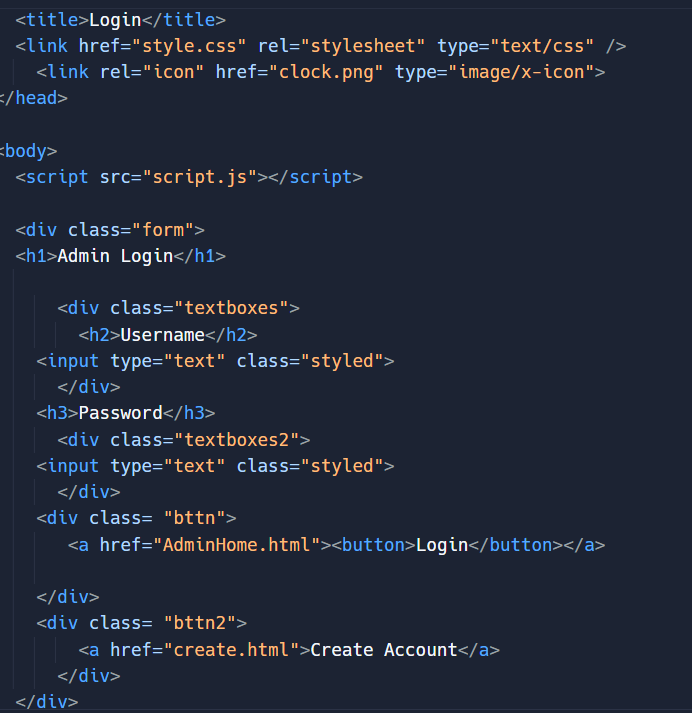 <title>Login</title>
<link href="style.css" rel="stylesheet" type="text/css" />
<link rel="icon" href="clock.png" type="image/x-icon">
</head>
<body>
<script src="script.js"></script>
<div class="form">
<h1>Admin Login</h1>
<div class="textboxes">
<h2>Username</h2>
<input type="text" class="styled">
</div>
<h3>Password</h3>
<div class="textboxes2">
<input type="text" class="styled">
</div>
<div class= "bttn">
<a href="AdminHome.html"><button>Login</button></a>
</div>
<div class= "bttn2">
<a href="create.html">Create Account</a>
</div>
</div>